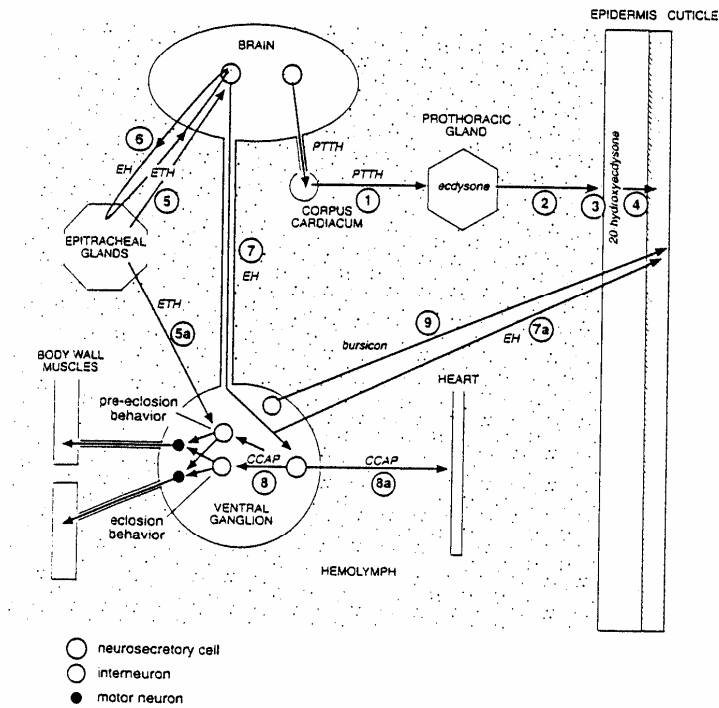 EPIDERMIS CUTICLE
BRAIN
PTTH
PROTHORACIC
GLAND
6
EH
ETH
5
PTTH
1
ecdysone
2
3
20 hydroxyecdysone
4
CORPUS
CARDIACUM
EPITRACHEAL
GLANDS
7
EH
ETH
5a
9
bursicon
EH
7a
BODY WALL
MUSCLES
HEART
pre-eclosion
behavior
CCAP
8
CCAP
8a
VENTRAL
GANGLION
eclosion
behavior
HEMOLYMPH
neurosecretory cell
interneuron
motor neuron